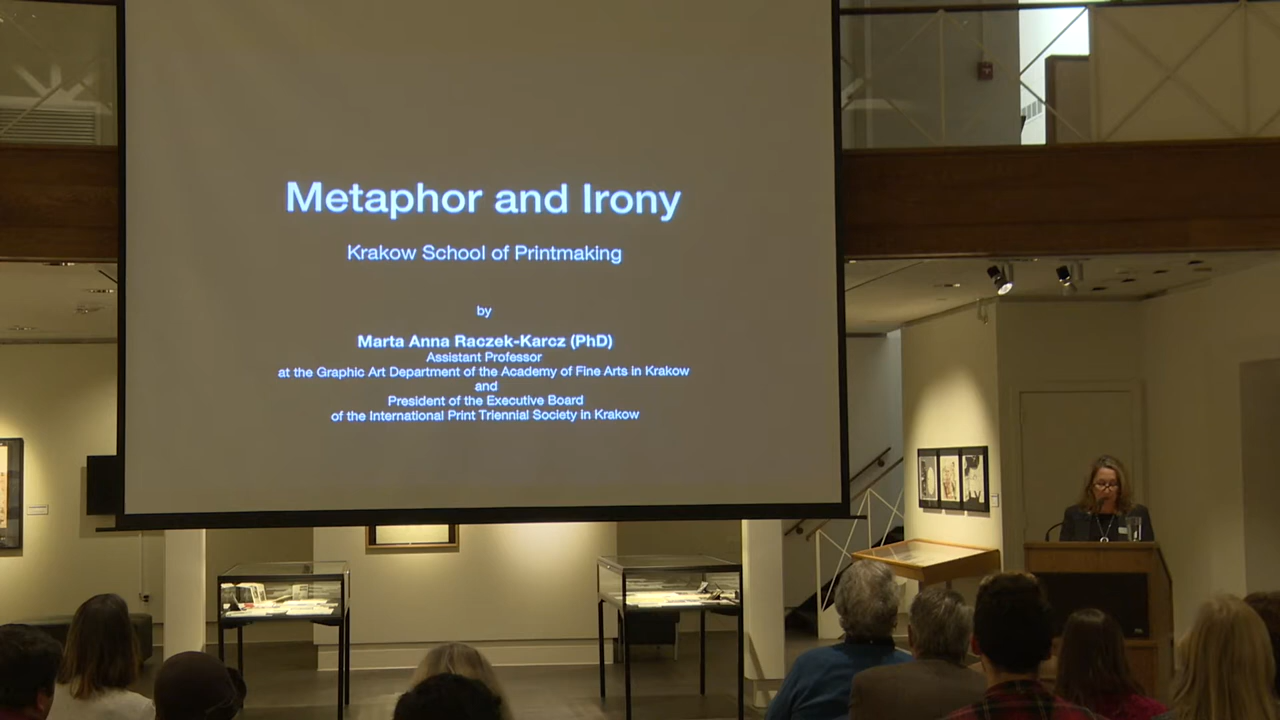 Metaphor and Irony
Krakow School of Printmaking
by
Marta Anna Raczek-Karcz (PhD)
Assistant Professor
at the Graphic Art Department of the Academy of Fine Arts in Krakow
and
President of the Executive Board
of the International Print Triennial Society in Krakow